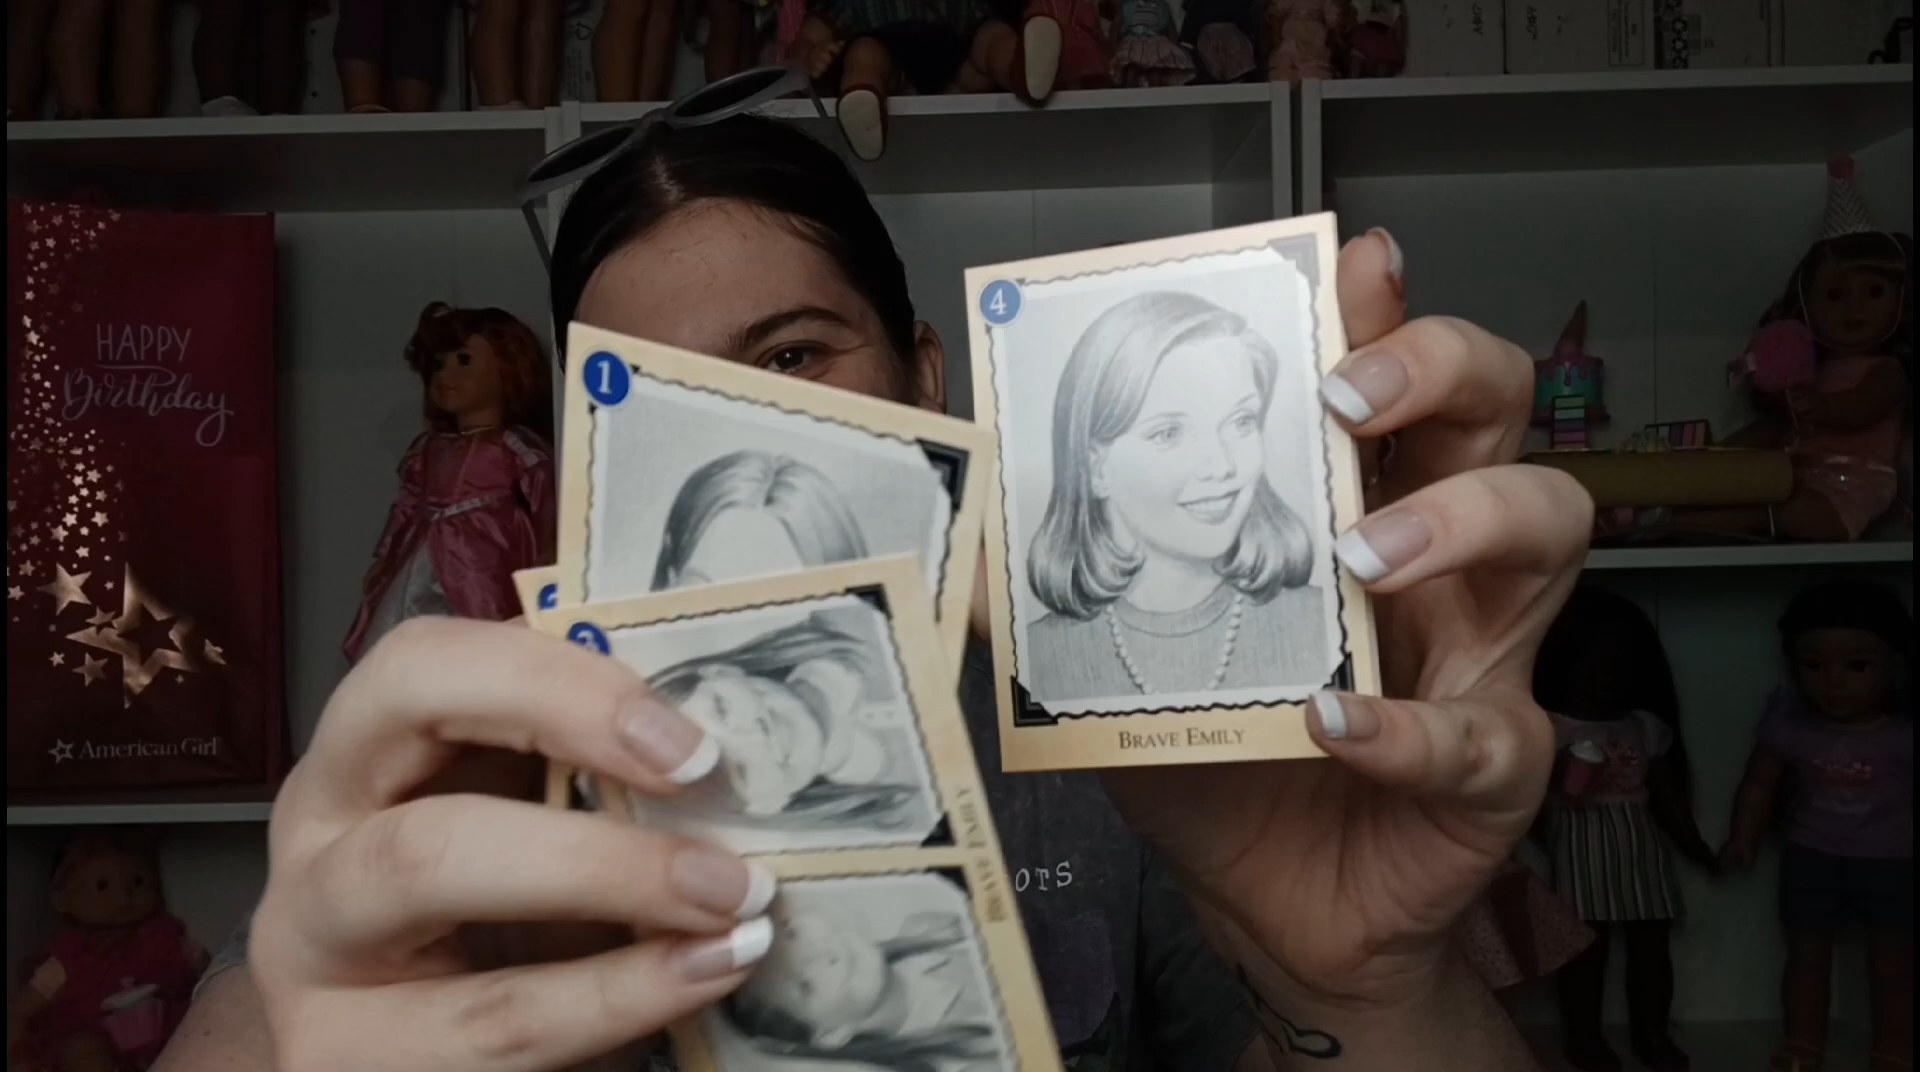 HAPPY
Birthday
American Girl
1
4
BRAVE EMILY
BRAVE EMILY
OTS